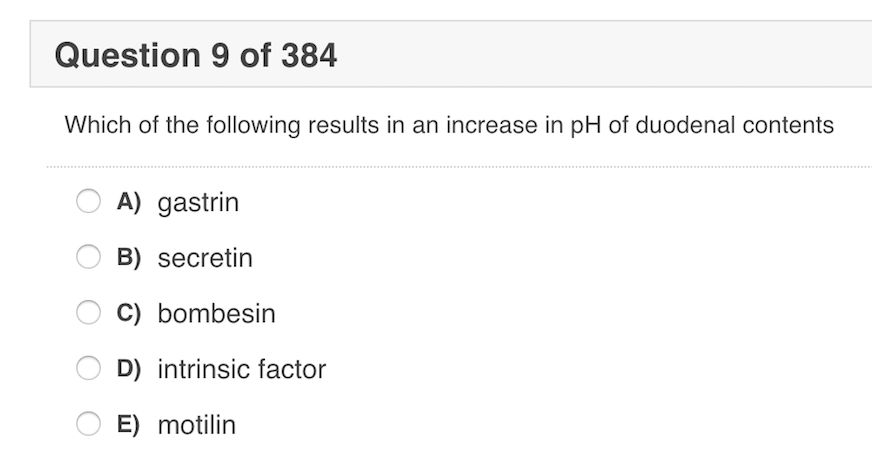 Question 9 of 384
Which of the following results in an increase in pH of duodenal contents
A) gastrin
B) secretin
C) bombesin
D) intrinsic factor
E) motilin